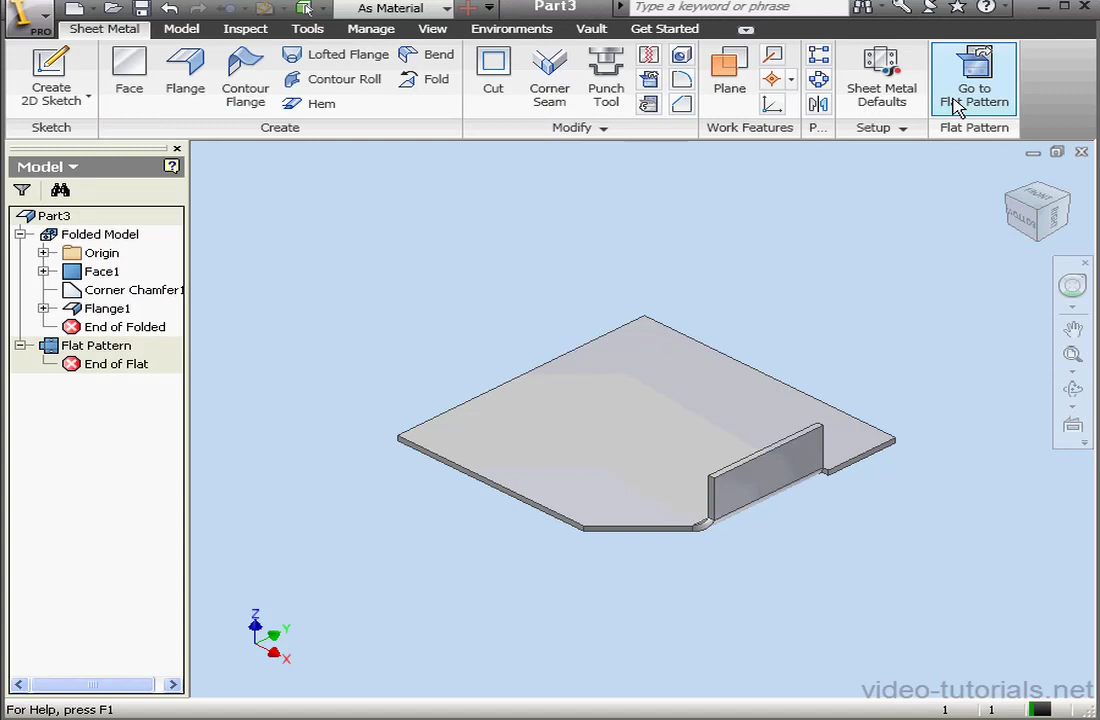 PRO
As Material
Part3
Type a keyword or phrase
Sheet Metal
Model
Inspect
Tools
Manage
View
Environments
Vault
Get Started
Create
2D Sketch
Face
Flange
Contour
Flange
Lofted Flange
Contour Roll
Hem
Bend
Fold
Cut
Corner
Seam
Punch
Tool
Plane
Sheet Metal
Defaults
Go to
Flat Pattern
Sketch
Create
Modify
Work Features
P...
Setup
Flat Pattern
Model
Part3
Folded Model
Origin
Face1
Corner Chamfer1
Flange1
End of Folded
Flat Pattern
End of Flat
FRONT
RIGHT
BOTTOM
Z
Y
X
video-tutorials.net
For Help, press F1
1
1